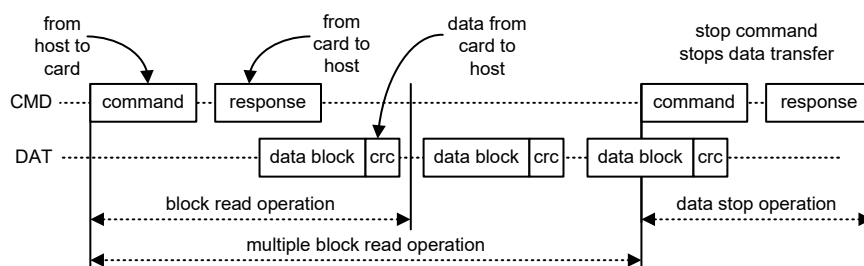 from
host to
card
from
card to
host
data from
card to
host
stop command
stops data transfer
CMD
command
response
command
response
DAT
data block
crc
data block
crc
data block
crc
block read operation
data stop operation
multiple block read operation